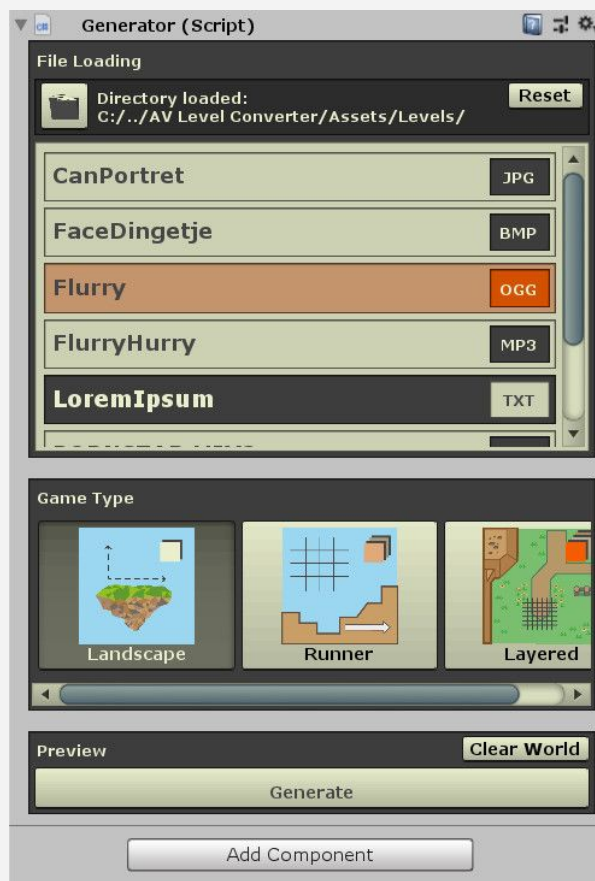 Generator (Script)
File Loading
Directory loaded:
C:/../AV Level Converter/Assets/Levels/
Reset
CanPortret
JPG
FaceDingetje
BMP
Flurry
OGG
FlurryHurry
MP3
LoremIpsum
TXT
Game Type
Landscape
Runner
Layered
Preview
Clear World
Generate
Add Component